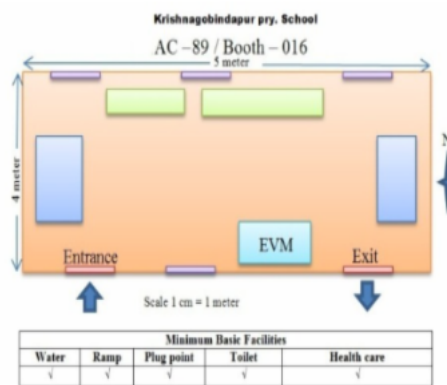 Krishnagobindapur pry. School
AC – 89 / Booth – 016
5 meter
4 meter
N
EVM
Entrance
Exit
Scale 1 cm = 1 meter
Minimum Basic Facilities
Water Ramp Plug point Toilet Health care
√ √ √ √ √